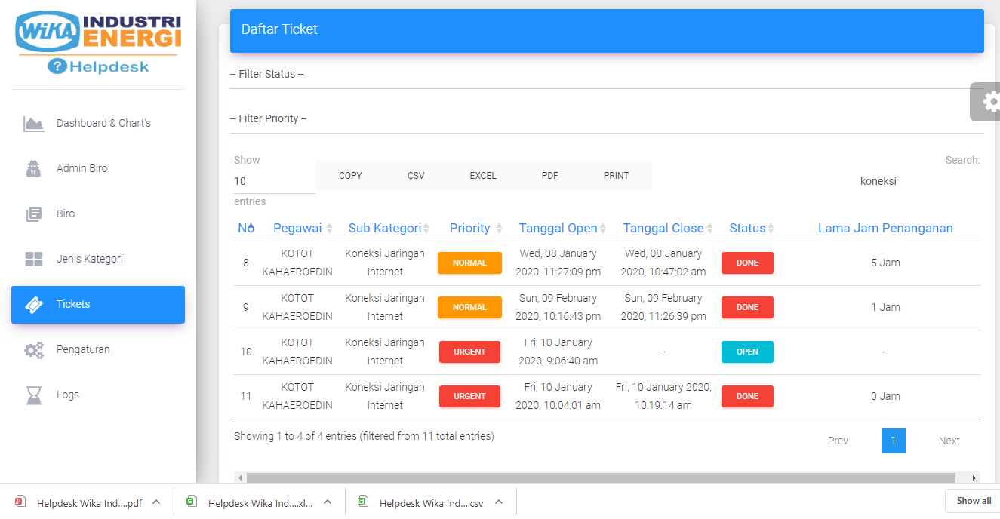 WiKA INDUSTRI
ENERGI
? Helpdesk
Dashboard & Chart's
Admin Biro
Biro
Jenis Kategori
Tickets
Pengaturan
Logs
Daftar Ticket
-- Filter Status --
-- Filter Priority --
Show
10
entries
COPY CSV EXCEL PDF PRINT
Search:
koneksi
NO Pegawai Sub Kategori Priority Tanggal Open Tanggal Close Status Lama Jam Penanganan
KOTOT Koneksi Jaringan Wed, 08 January Wed, 08 January
8 NORMAL DONE 5 Jam
KAHAEROEDIN Internet 2020, 11:27:09 pm 2020, 10:47:02 am
KOTOT Koneksi Jaringan Sun, 09 February Sun, 09 February
9 NORMAL DONE 1 Jam
KAHAEROEDIN Internet 2020, 10:16:43 pm 2020, 11:26:39 pm
KOTOT Koneksi Jaringan Fri, 10 January
10 URGENT - OPEN -
KAHAEROEDIN Internet 2020, 9:06:40 am
KOTOT Koneksi Jaringan Fri, 10 January Fri, 10 January 2020,
11 URGENT DONE 0 Jam
KAHAEROEDIN Internet 2020, 10:04:01 am 10:19:14 am
Showing 1 to 4 of 4 entries (filtered from 11 total entries)
Prev 1 Next
Helpdesk Wika Ind....pdf Helpdesk Wika Ind....xl... Helpdesk Wika Ind....csv Show all